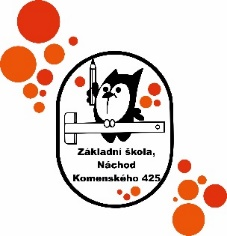 Základní škola,
Náchod
Komenského 425